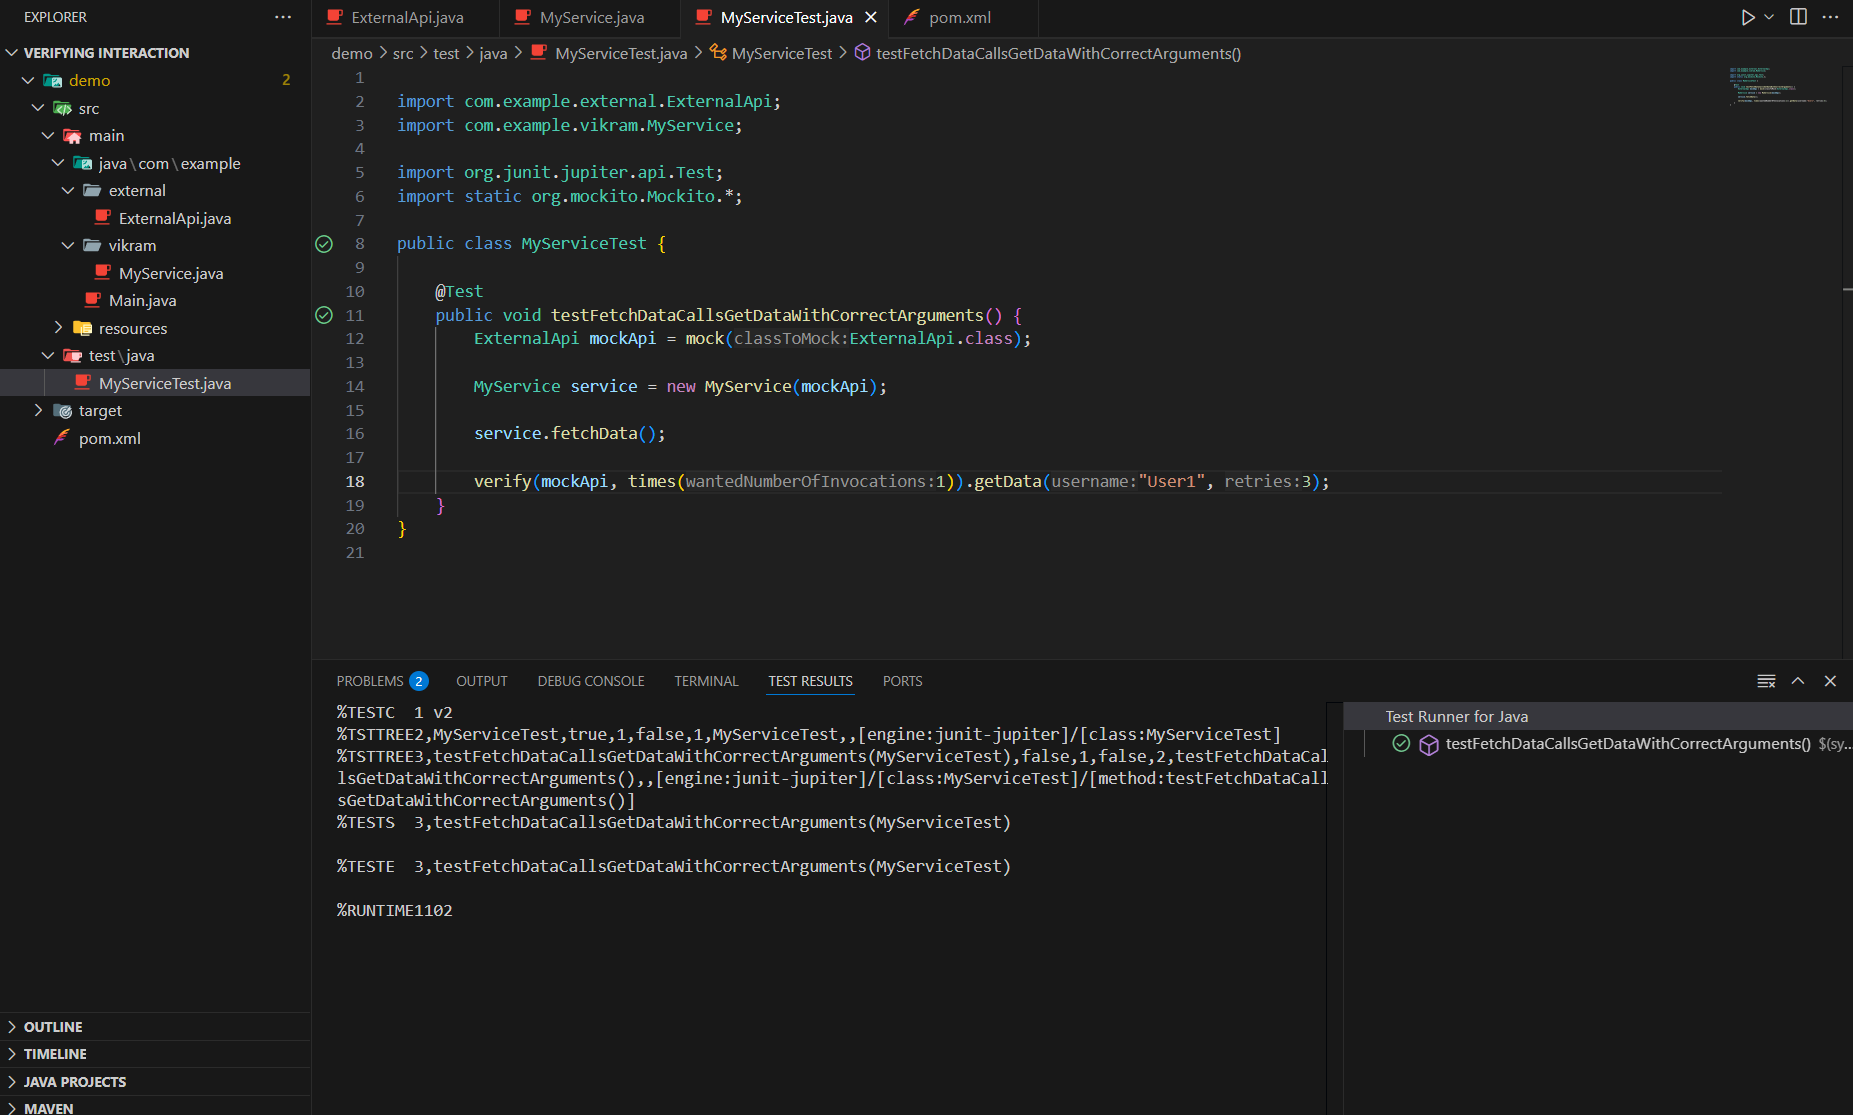 EXPLORER
VERIFYING INTERACTION
demo 2
src
main
java\com\example
external
ExternalApi.java
vikram
MyService.java
Main.java
resources
test\java
MyServiceTest.java
target
pom.xml
OUTLINE
TIMELINE
JAVA PROJECTS
MAVEN
ExternalApi.java MyService.java MyServiceTest.java pom.xml
demo > src > test > java > MyServiceTest.java > MyServiceTest > testFetchDataCallsGetDataWithCorrectArguments()
1
2 import com.example.external.ExternalApi;
3 import com.example.vikram.MyService;
4
5 import org.junit.jupiter.api.Test;
6 import static org.mockito.Mockito.*;
7
8 public class MyServiceTest {
9
10 @Test
11 public void testFetchDataCallsGetDataWithCorrectArguments() {
12 ExternalApi mockApi = mock(classToMock:ExternalApi.class);
13
14 MyService service = new MyService(mockApi);
15
16 service.fetchData();
17
18 verify(mockApi, times(wantedNumberOfInvocations:1)).getData(username:"User1", retries:3);
19 }
20 }
21
PROBLEMS 2 OUTPUT DEBUG CONSOLE TERMINAL TEST RESULTS PORTS
%TESTC 1 v2
%TSTTREE2,MyServiceTest,true,1,false,1,MyServiceTest,,[engine:junit-jupiter]/[class:MyServiceTest]
%TSTTREE3,testFetchDataCallsGetDataWithCorrectArguments(MyServiceTest),false,1,false,2,testFetchDataCal
lsGetDataWithCorrectArguments(),,[engine:junit-jupiter]/[class:MyServiceTest]/[method:testFetchDataCall
sGetDataWithCorrectArguments()]
%TESTS 3,testFetchDataCallsGetDataWithCorrectArguments(MyServiceTest)
%TESTE 3,testFetchDataCallsGetDataWithCorrectArguments(MyServiceTest)
%RUNTIME1102
Test Runner for Java
testFetchDataCallsGetDataWithCorrectArguments() $(sy...